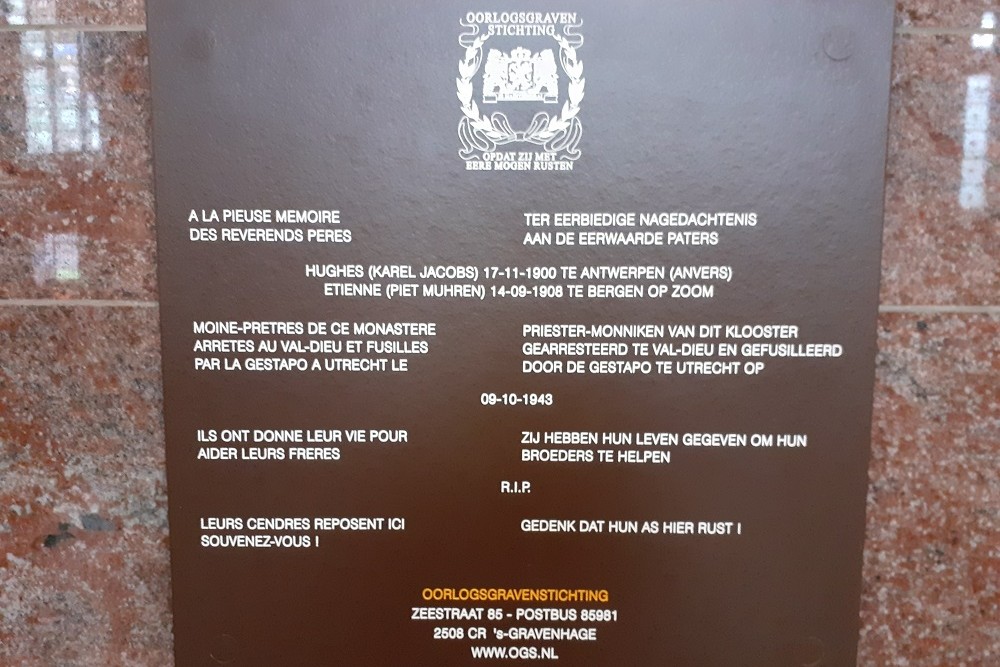 OORLOGSGRAVEN
STICHTING
OPDAT ZIJ MET
EERE MOGEN RUSTEN
A LA PIEUSE MEMOIRE
DES REVERENDS PERES
TER EERBIEDIGE NAGEDACHTENIS
AAN DE EERWAARDE PATERS
HUGHES (KAREL JACOBS) 17-11-1900 TE ANTWERPEN (ANVERS)
ETIENNE (PIET MUHREN) 14-09-1908 TE BERGEN OP ZOOM
MOINE-PRETRES DE CE MONASTERE
ARRETES AU VAL-DIEU ET FUSILLES
PAR LA GESTAPO A UTRECHT LE
PRIESTER-MONNIKEN VAN DIT KLOOSTER
GEARRESTEERD TE VAL-DIEU EN GEFUSILLEERD
DOOR DE GESTAPO TE UTRECHT OP
09-10-1943
ILS ONT DONNE LEUR VIE POUR
AIDER LEURS FRERES
ZIJ HEBBEN HUN LEVEN GEGEVEN OM HUN
BROEDERS TE HELPEN
R.I.P.
LEURS CENDRES REPOSENT ICI
SOUVENEZ-VOUS !
GEDENK DAT HUN AS HIER RUST !
OORLOGSGRAVENSTICHTING
ZEESTRAAT 85 - POSTBUS 85981
2508 CR 's-GRAVENHAGE
WWW.OGS.NL